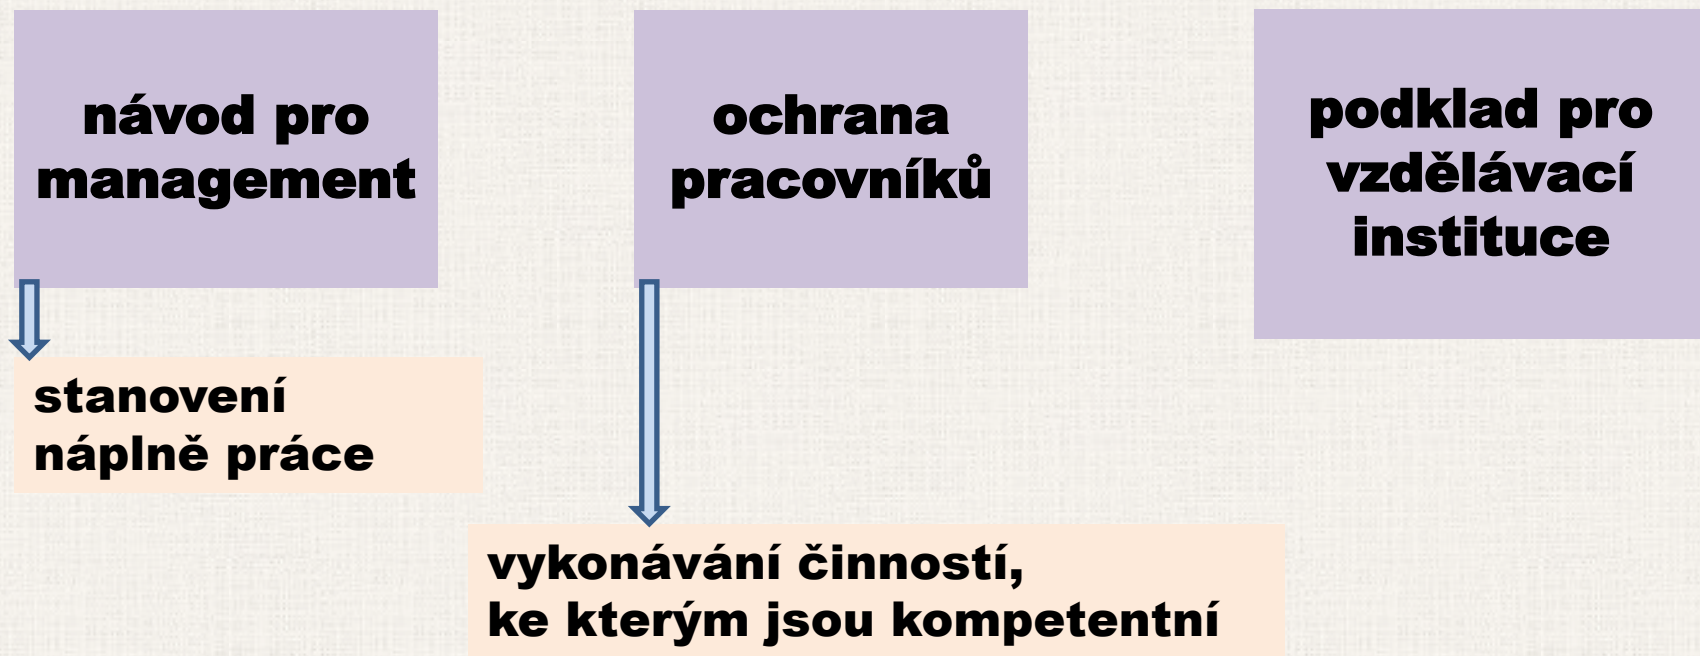 návod pro
management
ochrana
pracovníků
podklad pro
vzdělávací
instituce
stanovení
náplně práce
vykonávání činností,
ke kterým jsou kompetentní